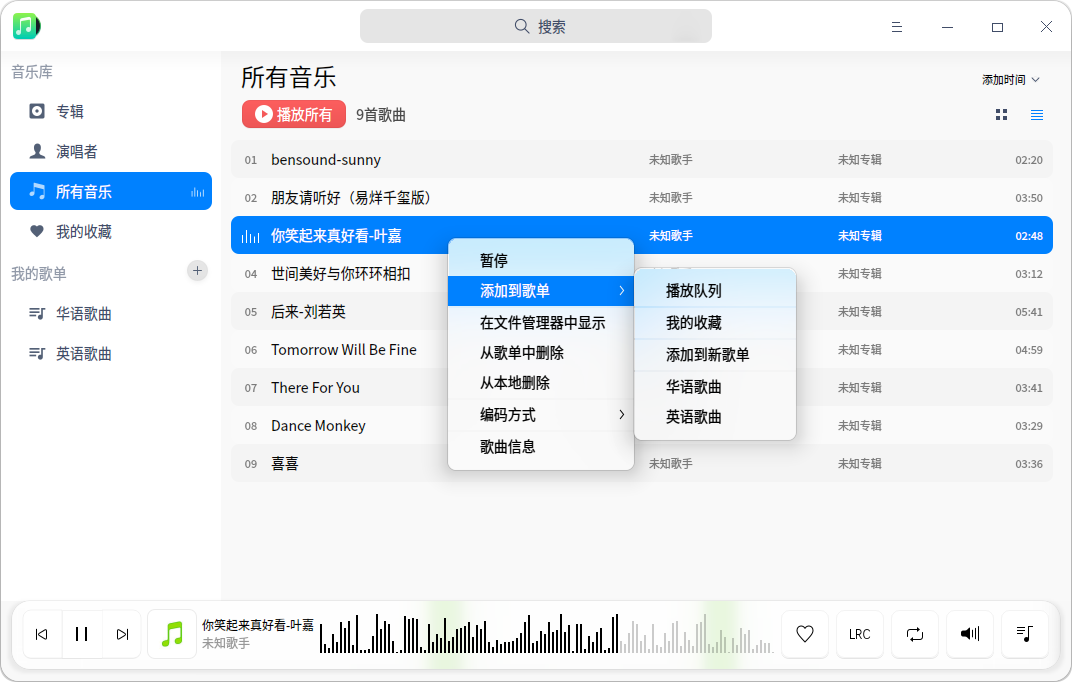 搜索
音乐库
专辑
演唱者
所有音乐
我的收藏
我的歌单
华语歌曲
英语歌曲
所有音乐
添加时间
播放所有 9首歌曲
01 bensound-sunny 未知歌手 未知专辑 02:20
02 朋友请听好（易烊千玺版） 未知歌手 未知专辑 03:50
你笑起来真好看-叶嘉 未知歌手 未知专辑 02:48
04 世间美好与你环环相扣 未知专辑 03:12
05 后来-刘若英 未知专辑 05:41
06 Tomorrow Will Be Fine 未知专辑 04:59
07 There For You 未知专辑 03:41
08 Dance Monkey 未知专辑 03:29
09 喜喜 未知歌手 未知专辑 03:36
暂停
添加到歌单
在文件管理器中显示
从歌单中删除
从本地删除
编码方式
歌曲信息
播放队列
我的收藏
添加到新歌单
华语歌曲
英语歌曲
你笑起来真好看-叶嘉
未知歌手
LRC